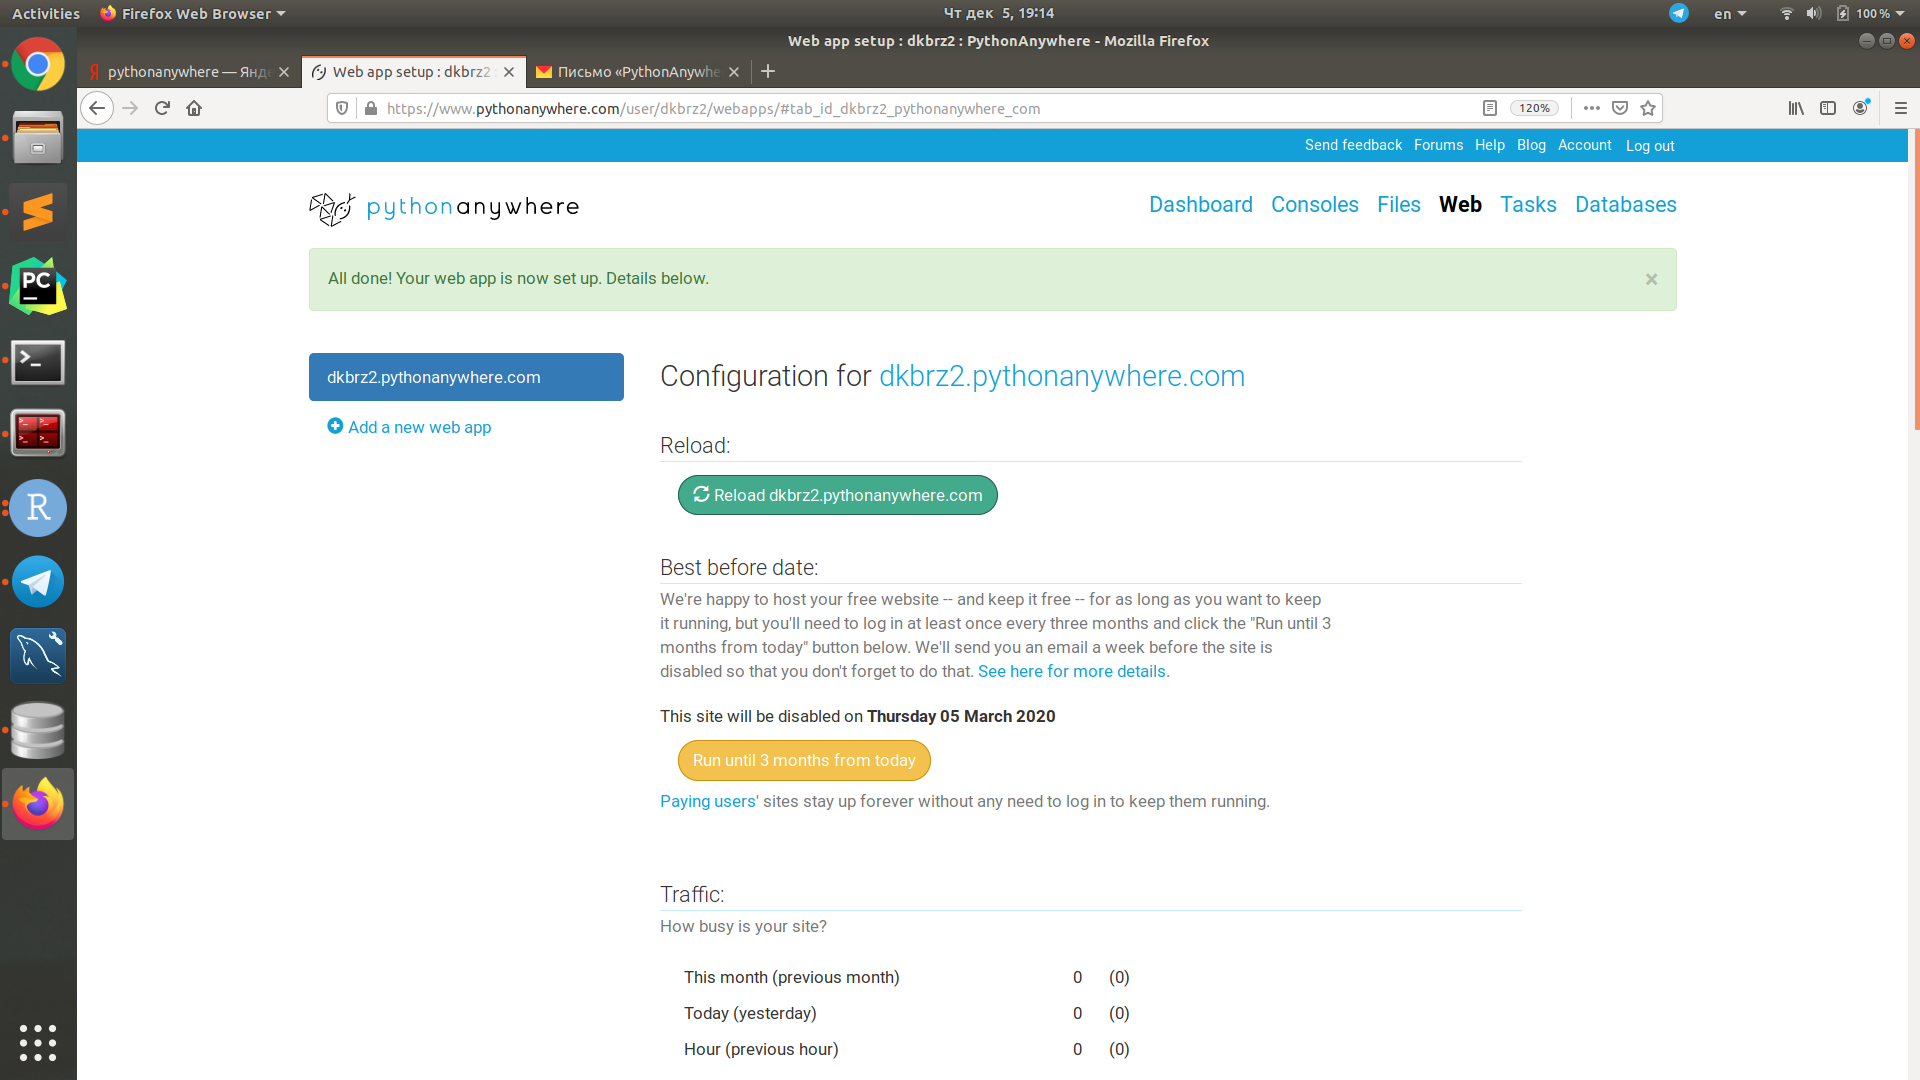 Activities Firefox Web Browser Чт дек 5, 19:14 en 100 %
Web app setup : dkbrz2 : PythonAnywhere - Mozilla Firefox
pythonanywhere — Янде Web app setup : dkbrz2 : Письмо «PythonAnywhe
https://www.pythonanywhere.com/user/dkbrz2/webapps/#tab_id_dkbrz2_pythonanywhere_com 120%
Send feedback Forums Help Blog Account Log out
pythonanywhere
Dashboard Consoles Files Web Tasks Databases
All done! Your web app is now set up. Details below.
dkbrz2.pythonanywhere.com
Add a new web app
Configuration for dkbrz2.pythonanywhere.com
Reload:
Reload dkbrz2.pythonanywhere.com
Best before date:
We're happy to host your free website -- and keep it free -- for as long as you want to keep
it running, but you'll need to log in at least once every three months and click the "Run until 3
months from today" button below. We'll send you an email a week before the site is
disabled so that you don't forget to do that. See here for more details.
This site will be disabled on Thursday 05 March 2020
Run until 3 months from today
Paying users' sites stay up forever without any need to log in to keep them running.
Traffic:
How busy is your site?
This month (previous month) 0 (0)
Today (yesterday) 0 (0)
Hour (previous hour) 0 (0)
PC
R